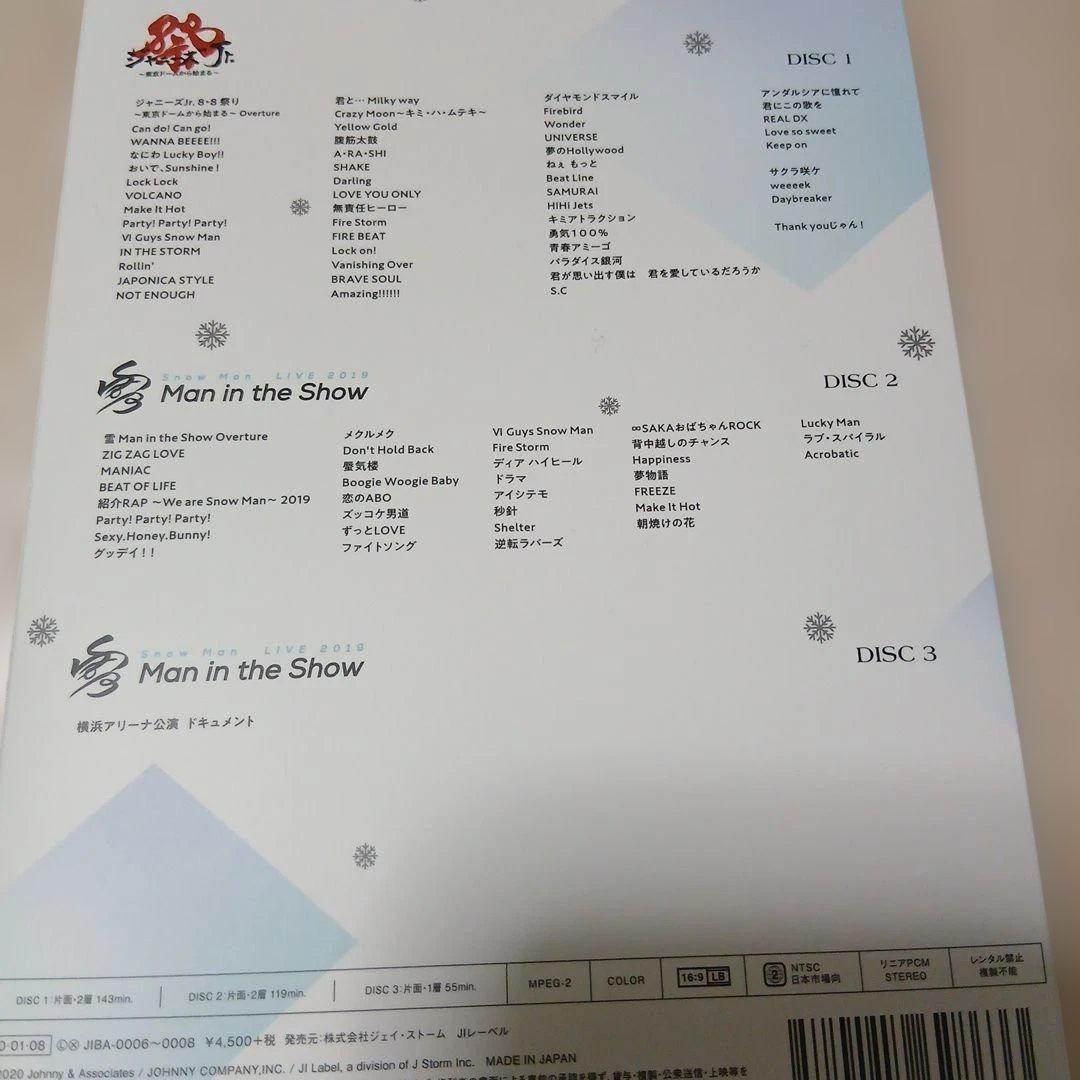 祭
ジャニーズJr.
～東京ドームから始まる～
DISC 1
ジャニーズJr. 8・8 祭り
～東京ドームから始まる～ Overture
Can do! Can go!
WANNA BEEEE!!!
なにわ Lucky Boy!!
おいで、Sunshine！
Lock Lock
VOLCANO
Make It Hot
Party! Party! Party!
VI Guys Snow Man
IN THE STORM
Rollin'
JAPONICA STYLE
NOT ENOUGH
君と… Milky way
Crazy Moon～キミ・ハ・ムテキ～
Yellow Gold
腹筋太鼓
A・RA・SHI
SHAKE
Darling
LOVE YOU ONLY
無責任ヒーロー
Fire Storm
FIRE BEAT
Lock on!
Vanishing Over
BRAVE SOUL
Amazing!!!!!!
ダイヤモンドスマイル
Firebird
Wonder
UNIVERSE
夢のHollywood
ねぇ もっと
Beat Line
SAMURAI
HiHi Jets
キミアトラクション
勇気１００％
青春アミーゴ
パラダイス銀河
君が思い出す僕は　君を愛しているだろうか
S.C
アンダルシアに憧れて
君にこの歌を
REAL DX
Love so sweet
Keep on
サクラ咲ケ
weeeek
Daybreaker
Thank youじゃん！
Snow Man LIVE 2019
雪 Man in the Show
DISC 2
雪 Man in the Show Overture
ZIG ZAG LOVE
MANIAC
BEAT OF LIFE
紹介RAP ～We are Snow Man～ 2019
Party! Party! Party!
Sexy.Honey.Bunny!
グッデイ！！
メクルメク
Don't Hold Back
蜃気楼
Boogie Woogie Baby
恋のABO
ズッコケ男道
ずっとLOVE
ファイトソング
VI Guys Snow Man
Fire Storm
ディア ハイヒール
ドラマ
アイシテモ
秒針
Shelter
逆転ラバーズ
∞SAKAおばちゃんROCK
背中越しのチャンス
Happiness
夢物語
FREEZE
Make It Hot
朝焼けの花
Lucky Man
ラブ・スパイラル
Acrobatic
Snow Man LIVE 2019
雪 Man in the Show
DISC 3
横浜アリーナ公演 ドキュメント
DISC 1：片面・2層 143min.
DISC 2：片面・2層 119min.
DISC 3：片面・1層 55min.
MPEG-2
COLOR
16:9 LB
2 NTSC 日本市場向
リニアPCM STEREO
レンタル禁止 複製不能
0・01・08 ⓁⓍ JIBA-0006～0008 ￥4,500+税 発売元：株式会社ジェイ・ストーム JIレーベル
2020 Johnny & Associates / JOHNNY COMPANY,INC. / JI Label, a division of J Storm Inc. MADE IN JAPAN